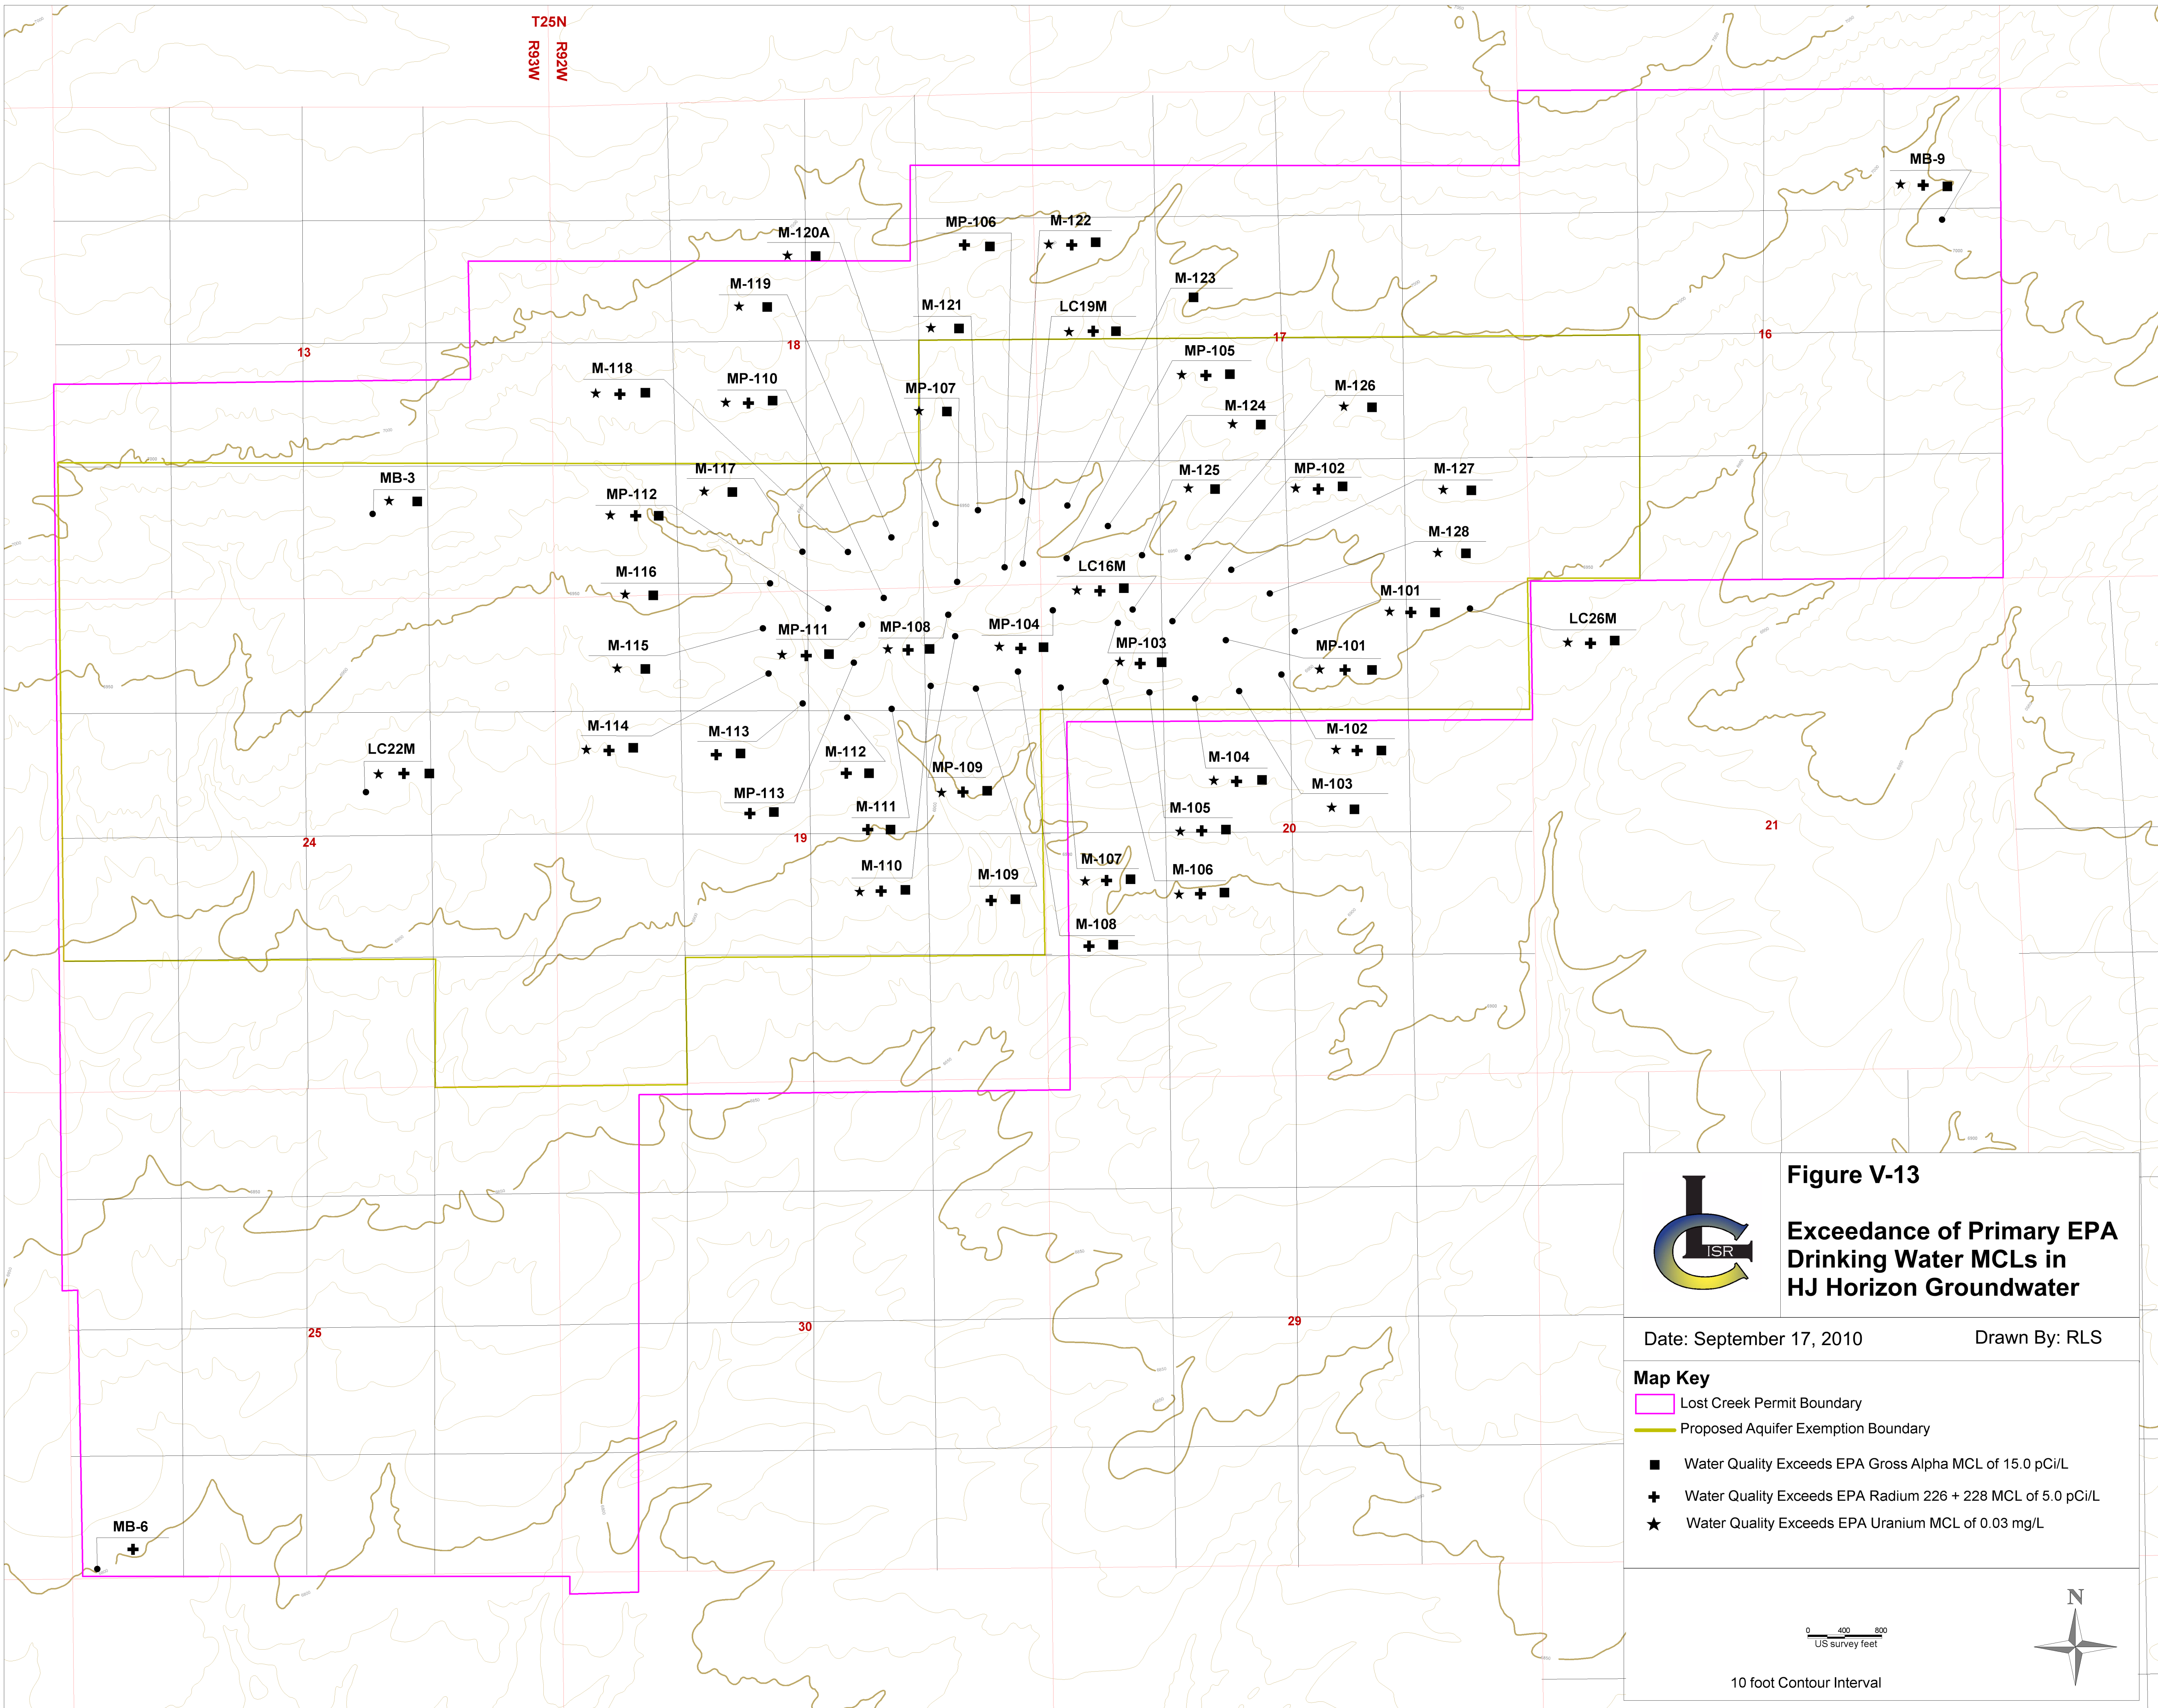 T25N
R93W
R92W
MB-9
MP-106
M-122
M-120A
M-123
M-119
M-121
LC19M
13
18
17
16
MP-105
M-118
MP-110
MP-107
M-126
M-124
MB-3
M-117
MP-112
M-125
MP-102
M-127
M-128
M-116
LC16M
M-101
LC26M
M-115
MP-111
MP-108
MP-104
MP-103
MP-101
M-114
M-113
M-112
M-102
LC22M
MP-109
M-104
M-103
MP-113
M-111
M-105
24
19
20
21
M-110
M-109
M-107
M-106
M-108
25
30
29
MB-6
ISR
Figure V-13
Exceedance of Primary EPA
Drinking Water MCLs in
HJ Horizon Groundwater
Date: September 17, 2010
Drawn By: RLS
Map Key
Lost Creek Permit Boundary
Proposed Aquifer Exemption Boundary
Water Quality Exceeds EPA Gross Alpha MCL of 15.0 pCi/L
Water Quality Exceeds EPA Radium 226 + 228 MCL of 5.0 pCi/L
Water Quality Exceeds EPA Uranium MCL of 0.03 mg/L
0 400 800
US survey feet
N
10 foot Contour Interval